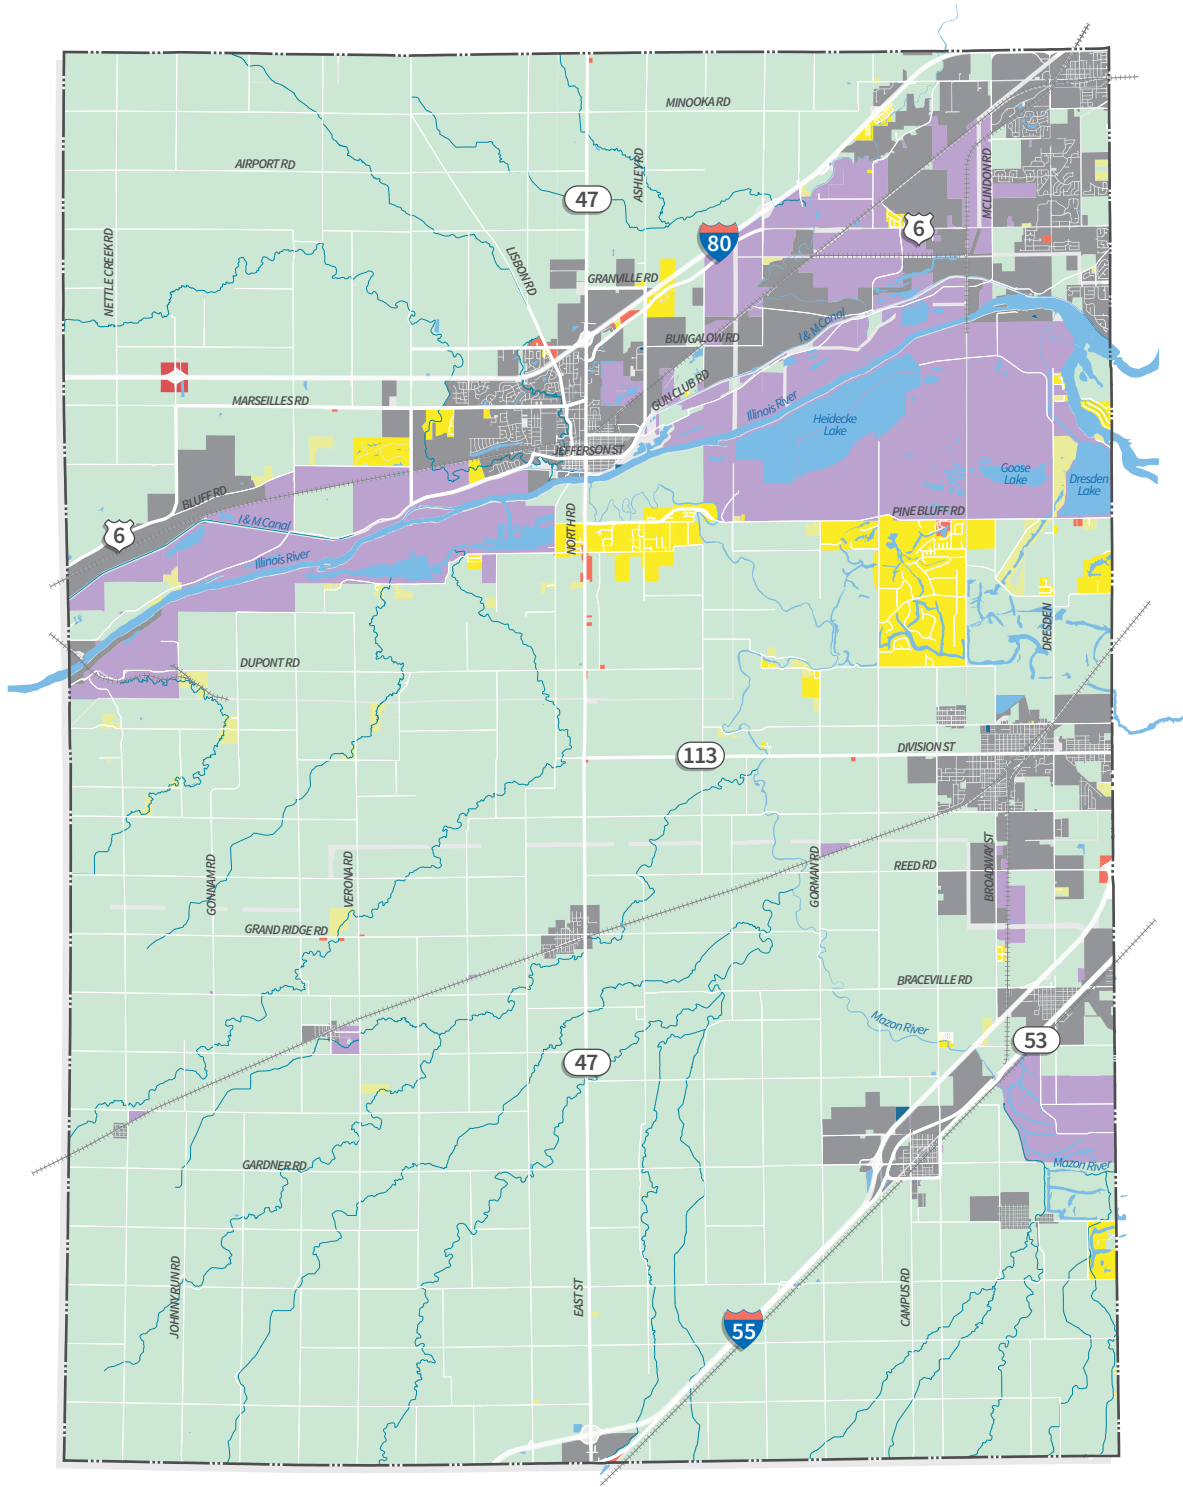 MINOOKA RD
AIRPORT RD
ASHLEY RD
MCLINDON RD
47
6
80
NETTLE CREEK RD
LISBON RD
GRANVILLE RD
I & M Canal
BUNGALOW RD
GUN CLUB RD
MARSEILLES RD
Illinois River
Heidecke
Lake
JEFFERSON ST
Goose
Lake
Dresden
Lake
BLUFF RD
PINE BLUFF RD
I & M Canal
NORTH RD
6
Illinois River
DRESDEN
DUPONT RD
113
DIVISION ST
GONNAM RD
VERONA RD
GORMAN RD
REED RD
BROADWAY ST
GRAND RIDGE RD
BRACEVILLE RD
Mazon River
53
47
GARDNER RD
Mazon River
JOHNNY RUN RD
EAST ST
CAMPUS RD
55